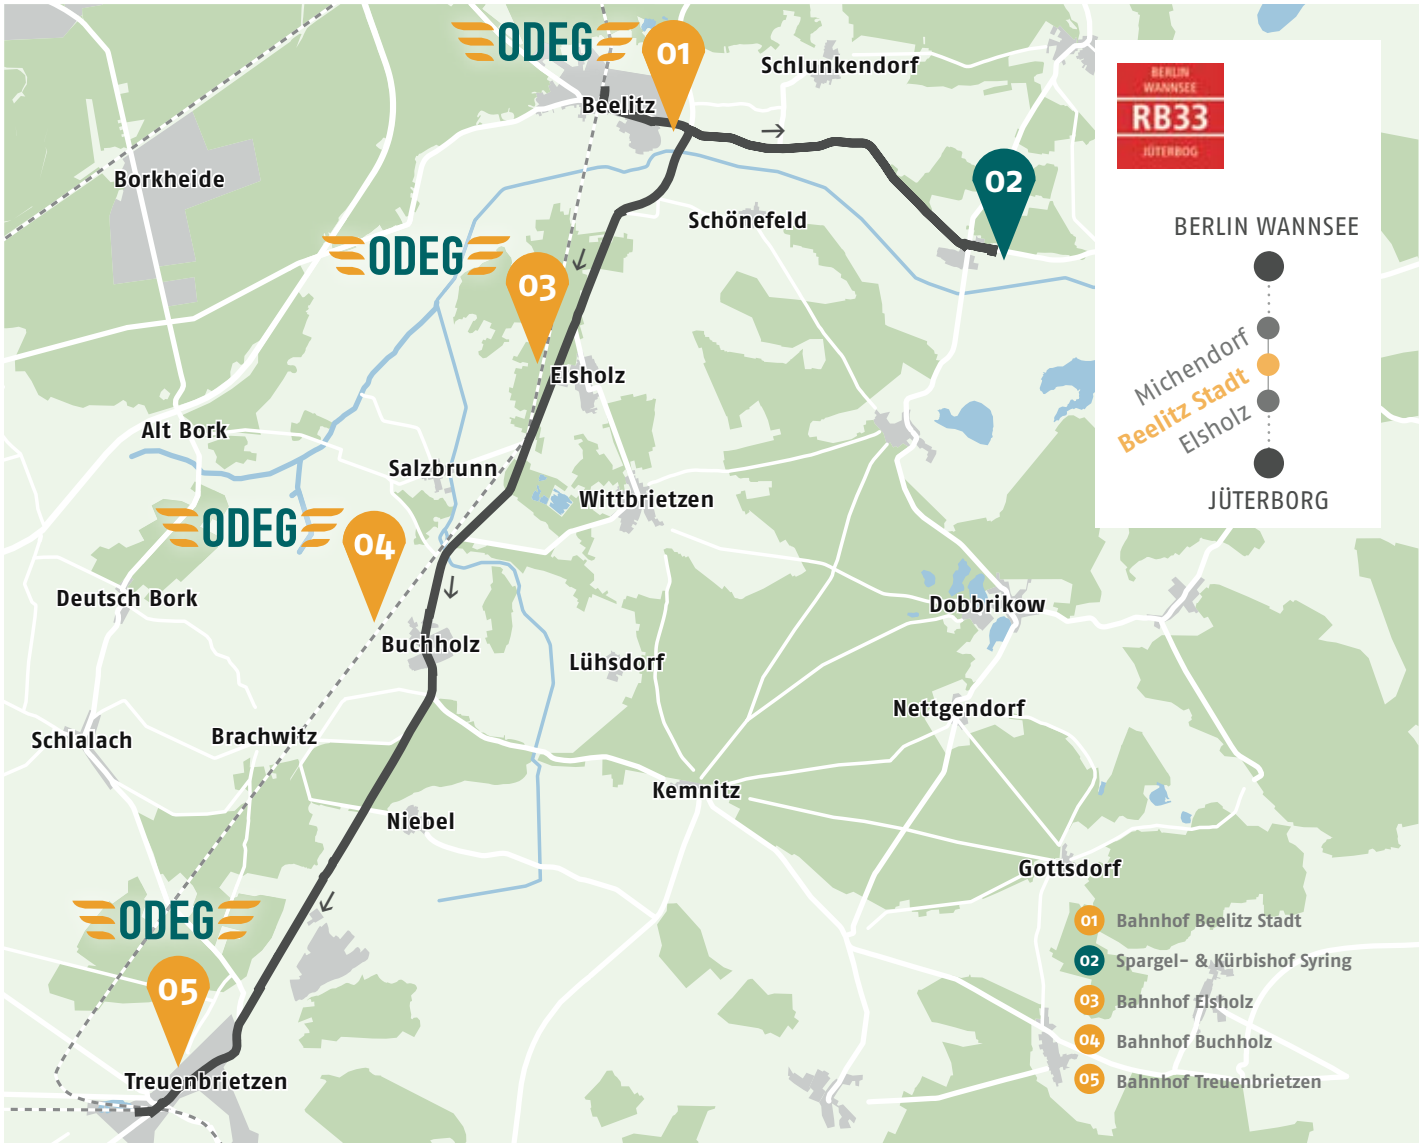 ODEG
01
Schlunkendorf
Beelitz
BERLIN
WANNSEE
RB33
JÜTERBOG
→
Borkheide
02
Schönefeld
BERLIN WANNSEE
ODEG
03
Michendorf
Beelitz Stadt
Elsholz
JÜTERBORG
Elsholz
Alt Bork
Salzbrunn
Wittbrietzen
ODEG
04
Deutsch Bork
Dobbrikow
Buchholz
Lühsdorf
Nettgendorf
Schlalach
Brachwitz
Kemnitz
Niebel
Gottsdorf
ODEG
05
Treuenbrietzen
01 Bahnhof Beelitz Stadt
02 Spargel- & Kürbishof Syring
03 Bahnhof Elsholz
04 Bahnhof Buchholz
05 Bahnhof Treuenbrietzen